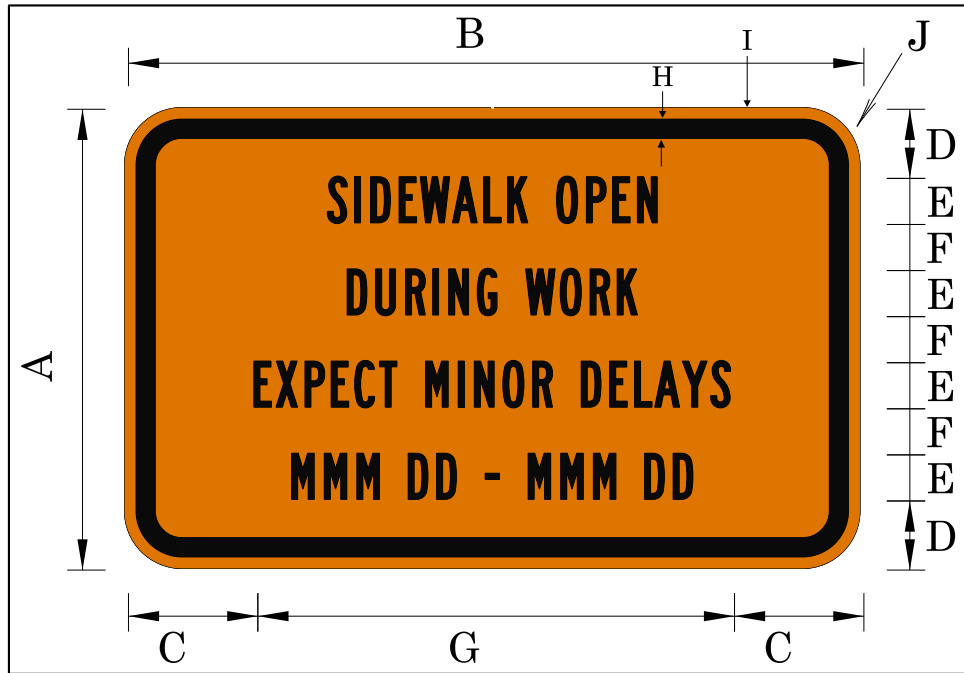 B
I
J
H
A
SIDEWALK OPEN
DURING WORK
EXPECT MINOR DELAYS
MMM DD - MMM DD
D
E
F
E
F
E
F
E
D
C
G
C